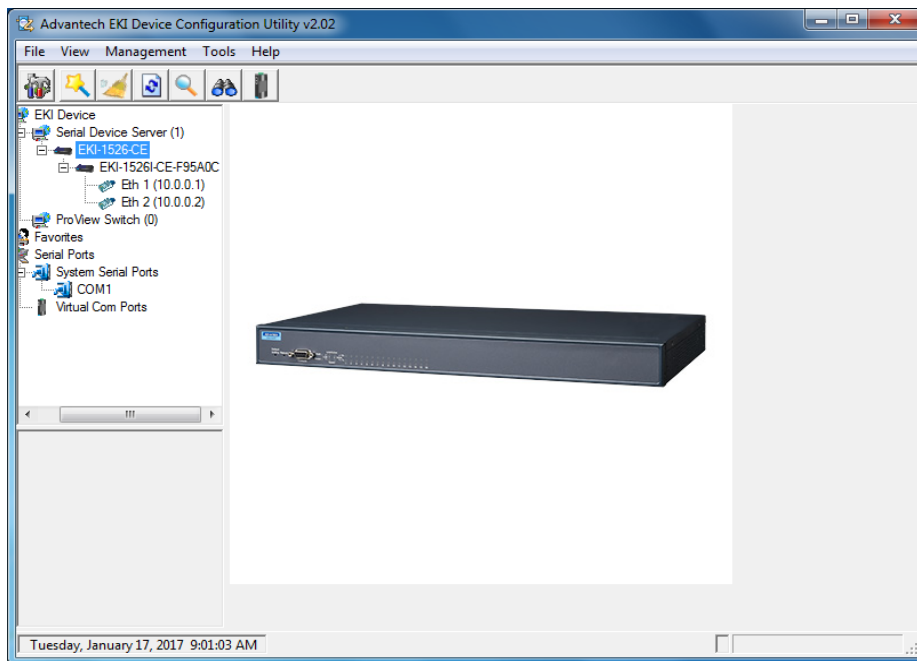 Advantech EKI Device Configuration Utility v2.02
File View Management Tools Help
EKI Device
Serial Device Server (1)
EKI-1526-CE
EKI-1526I-CE-F95A0C
Eth 1 (10.0.0.1)
Eth 2 (10.0.0.2)
ProView Switch (0)
Favorites
Serial Ports
System Serial Ports
COM1
Virtual Com Ports
Tuesday, January 17, 2017 9:01:03 AM